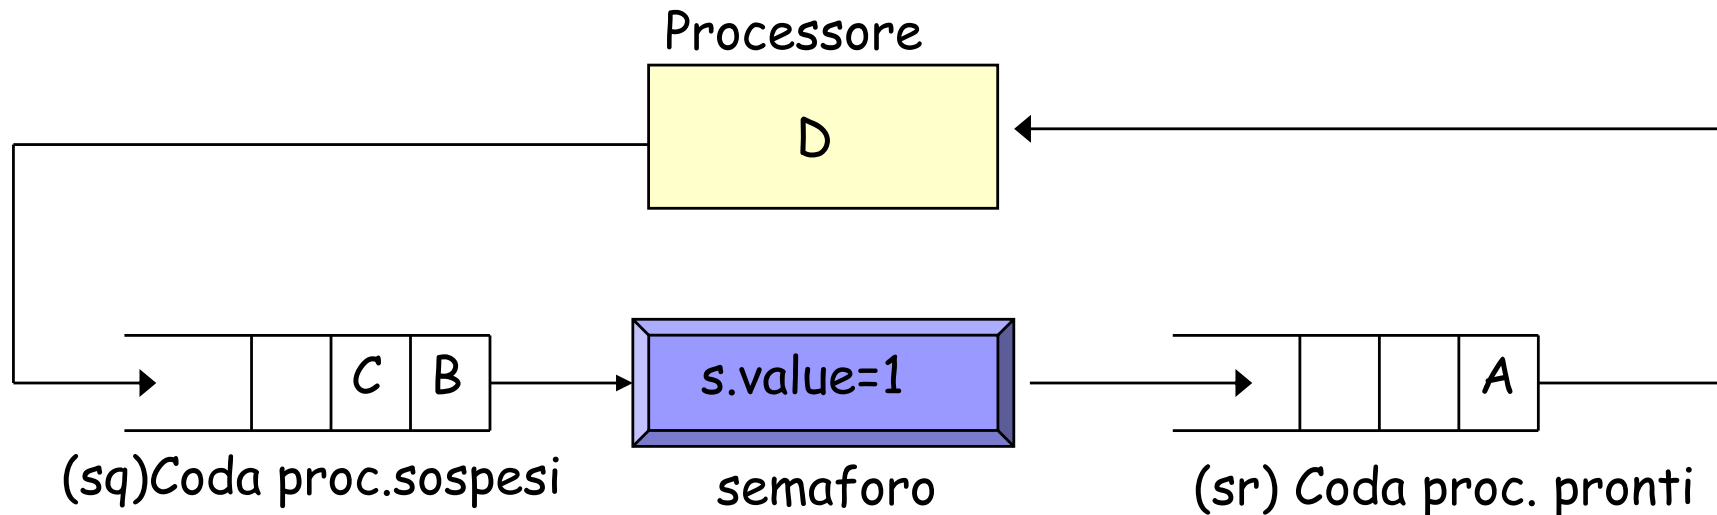 Processore
D
C B
s.value=1
A
(sq)Coda proc.sospesi
semaforo
(sr) Coda proc. pronti